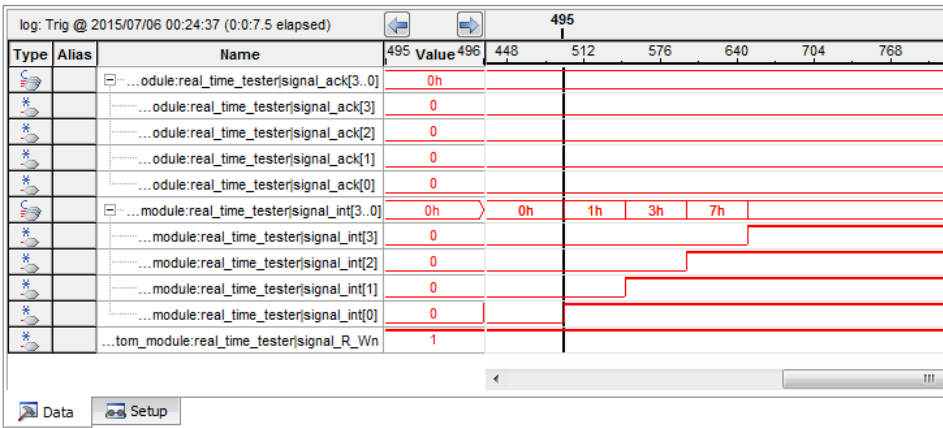 log: Trig @ 2015/07/06 00:24:37 (0:0:7.5 elapsed) 495
Type Alias Name 495 Value 496 448 512 576 640 704 768
...odule:real_time_tester|signal_ack[3..0] 0h
...odule:real_time_tester|signal_ack[3] 0
...odule:real_time_tester|signal_ack[2] 0
...odule:real_time_tester|signal_ack[1] 0
...odule:real_time_tester|signal_ack[0] 0
...module:real_time_tester|signal_int[3..0] 0h 0h 1h 3h 7h
...module:real_time_tester|signal_int[3] 0
...module:real_time_tester|signal_int[2] 0
...module:real_time_tester|signal_int[1] 0
...module:real_time_tester|signal_int[0] 0
...tom_module:real_time_tester|signal_R_Wn 1
Data Setup